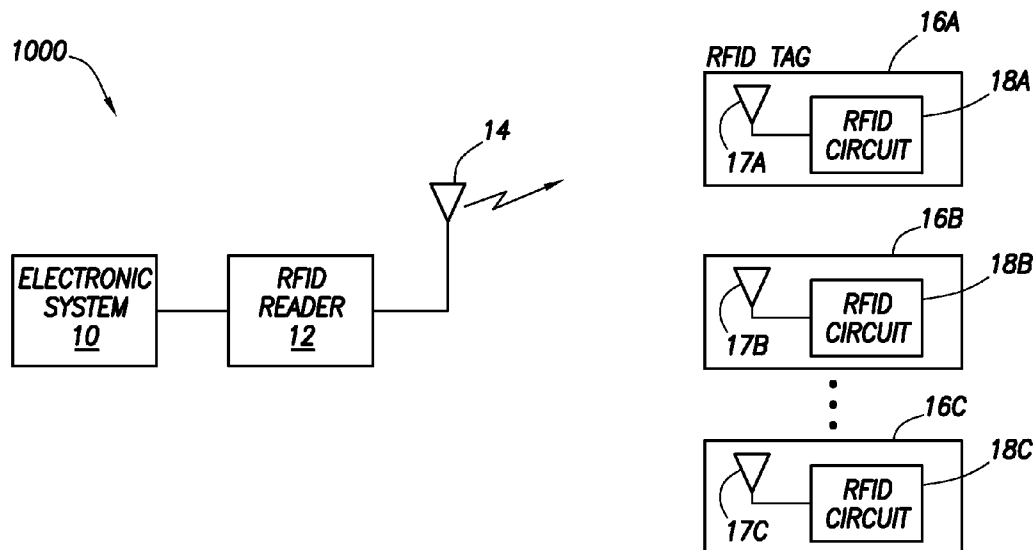 1000
14
ELECTRONIC
SYSTEM
10
RFID
READER
12
16A
RFID TAG
18A
17A
RFID
CIRCUIT
16B
18B
17B
RFID
CIRCUIT
16C
18C
17C
RFID
CIRCUIT